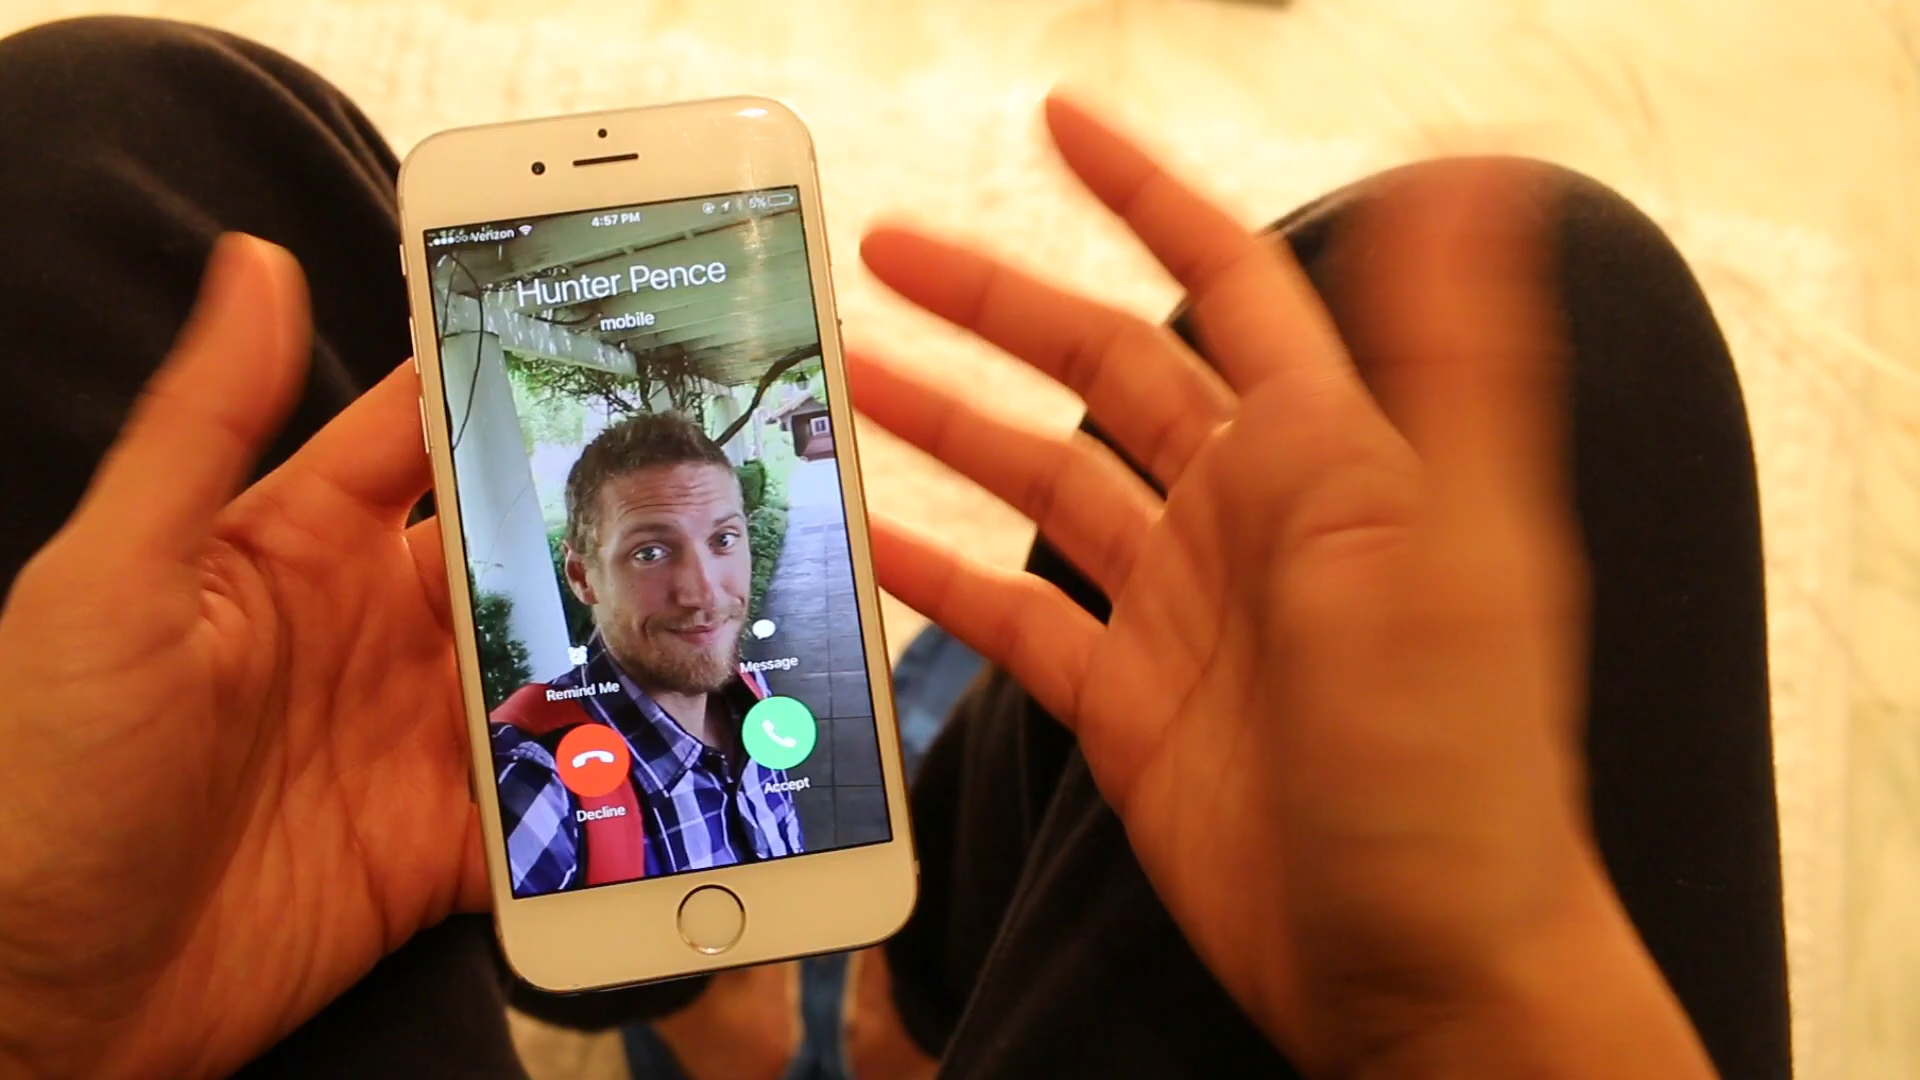 Verizon 4:57 PM 5%
Hunter Pence
mobile
Remind Me
Message
Decline
Accept